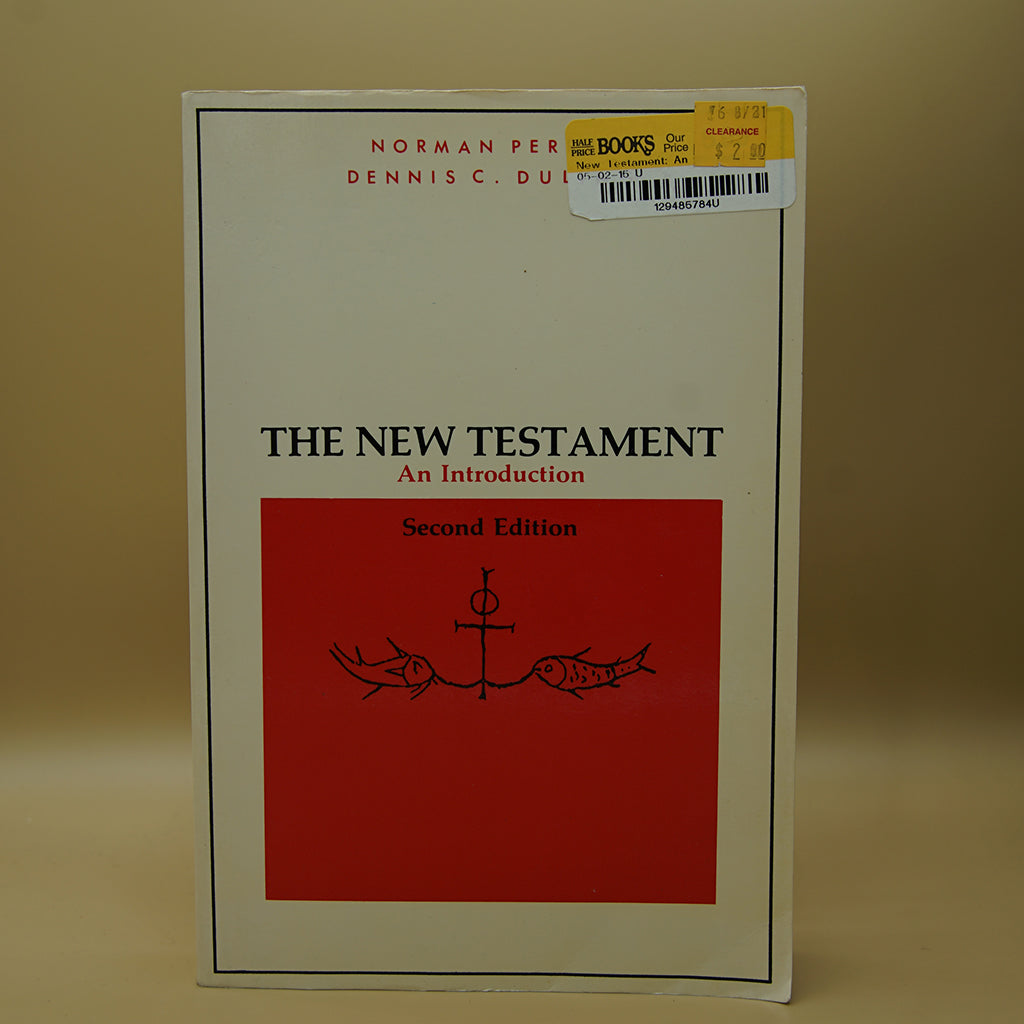 NORMAN PER
DENNIS C. DUL
HALF PRICE BOOKS
Our Price
CLEARANCE
$ 2.00
New Testament: An
05-02-16 U
129485784U
THE NEW TESTAMENT
An Introduction
Second Edition